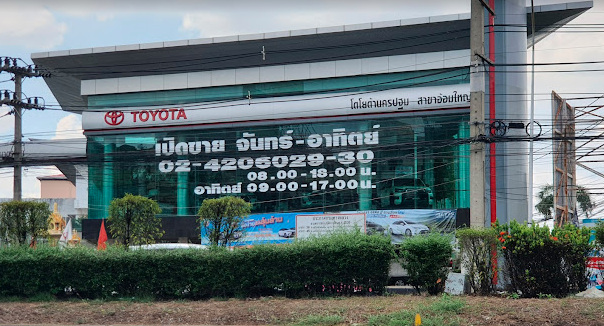 TOYOTA
โตโยต้านครปฐม สาขาอ้อมใหญ่
เปิดขาย จันทร์-อาทิตย์
02-4205029-30
08.00-18.00 น.
อาทิตย์ 09.00-17.00 น.